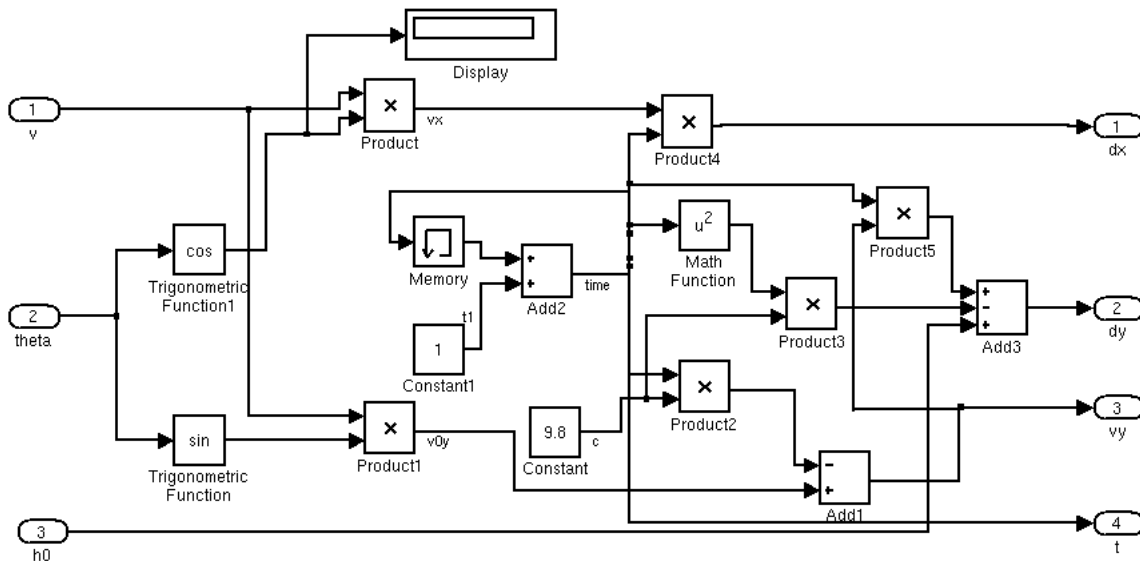 Display
1
v
×
Product
vx
×
Product4
1
dx
cos
Trigonometric
Function1
Memory
+
+
Add2
time
u²
Math
Function
×
Product5
2
theta
t1
1
Constant1
×
Product3
+
−
+
Add3
2
dy
sin
Trigonometric
Function
×
Product1
v0y
9.8
Constant
c
×
Product2
−
+
Add1
3
vy
3
h0
4
t